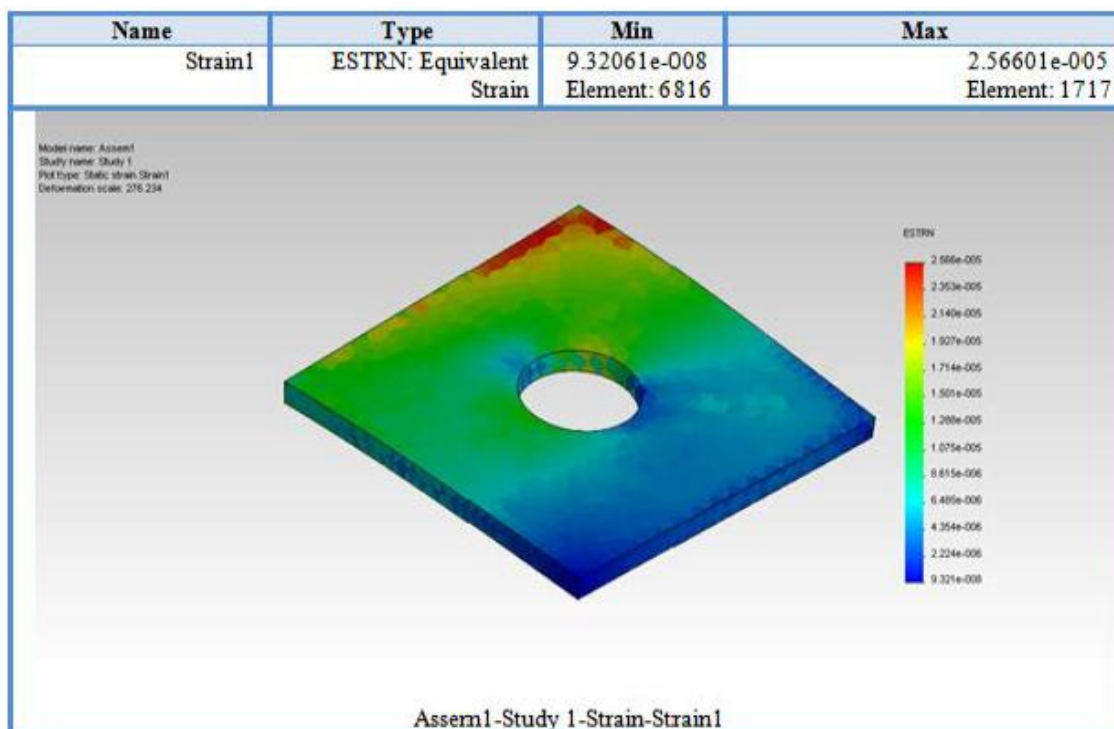 Name Type Min Max
Strain1 ESTRN: Equivalent 9.32061e-008 2.56601e-005
Strain Element: 6816 Element: 1717
Model name: Assem1
Study name: Study 1
Plot type: Static strain Strain1
Deformation scale: 276.234
ESTRN
2.566e-005
2.353e-005
2.140e-005
1.927e-005
1.714e-005
1.501e-005
1.288e-005
1.075e-005
8.615e-006
6.485e-006
4.354e-006
2.224e-006
9.321e-008
Assem1-Study 1-Strain-Strain1